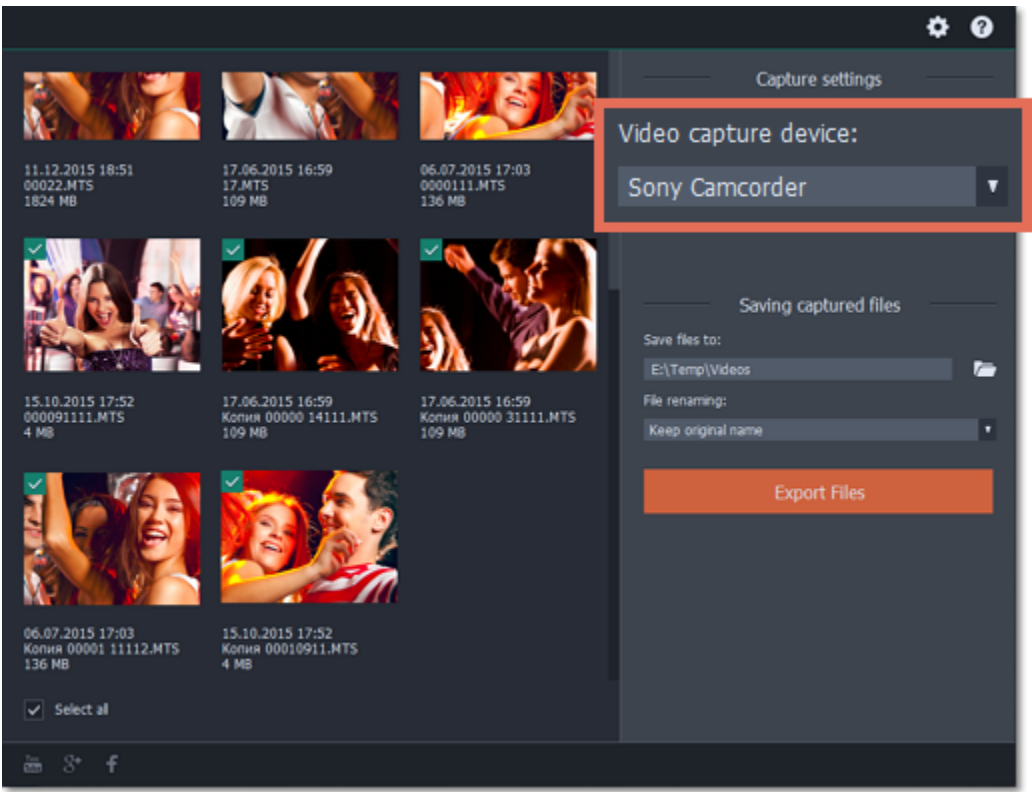 Capture settings
Video capture device:
Sony Camcorder
11.12.2015 18:51
00022.MTS
1824 MB
17.06.2015 16:59
17.MTS
109 MB
06.07.2015 17:03
0000111.MTS
136 MB
15.10.2015 17:52
000091111.MTS
4 MB
17.06.2015 16:59
Копия 00000 14111.MTS
109 MB
17.06.2015 16:59
Копия 00000 31111.MTS
109 MB
06.07.2015 17:03
Копия 00001 11112.MTS
136 MB
15.10.2015 17:52
Копия 00010911.MTS
4 MB
Select all
Saving captured files
Save files to:
E:\Temp\Videos
File renaming:
Keep original name
Export Files